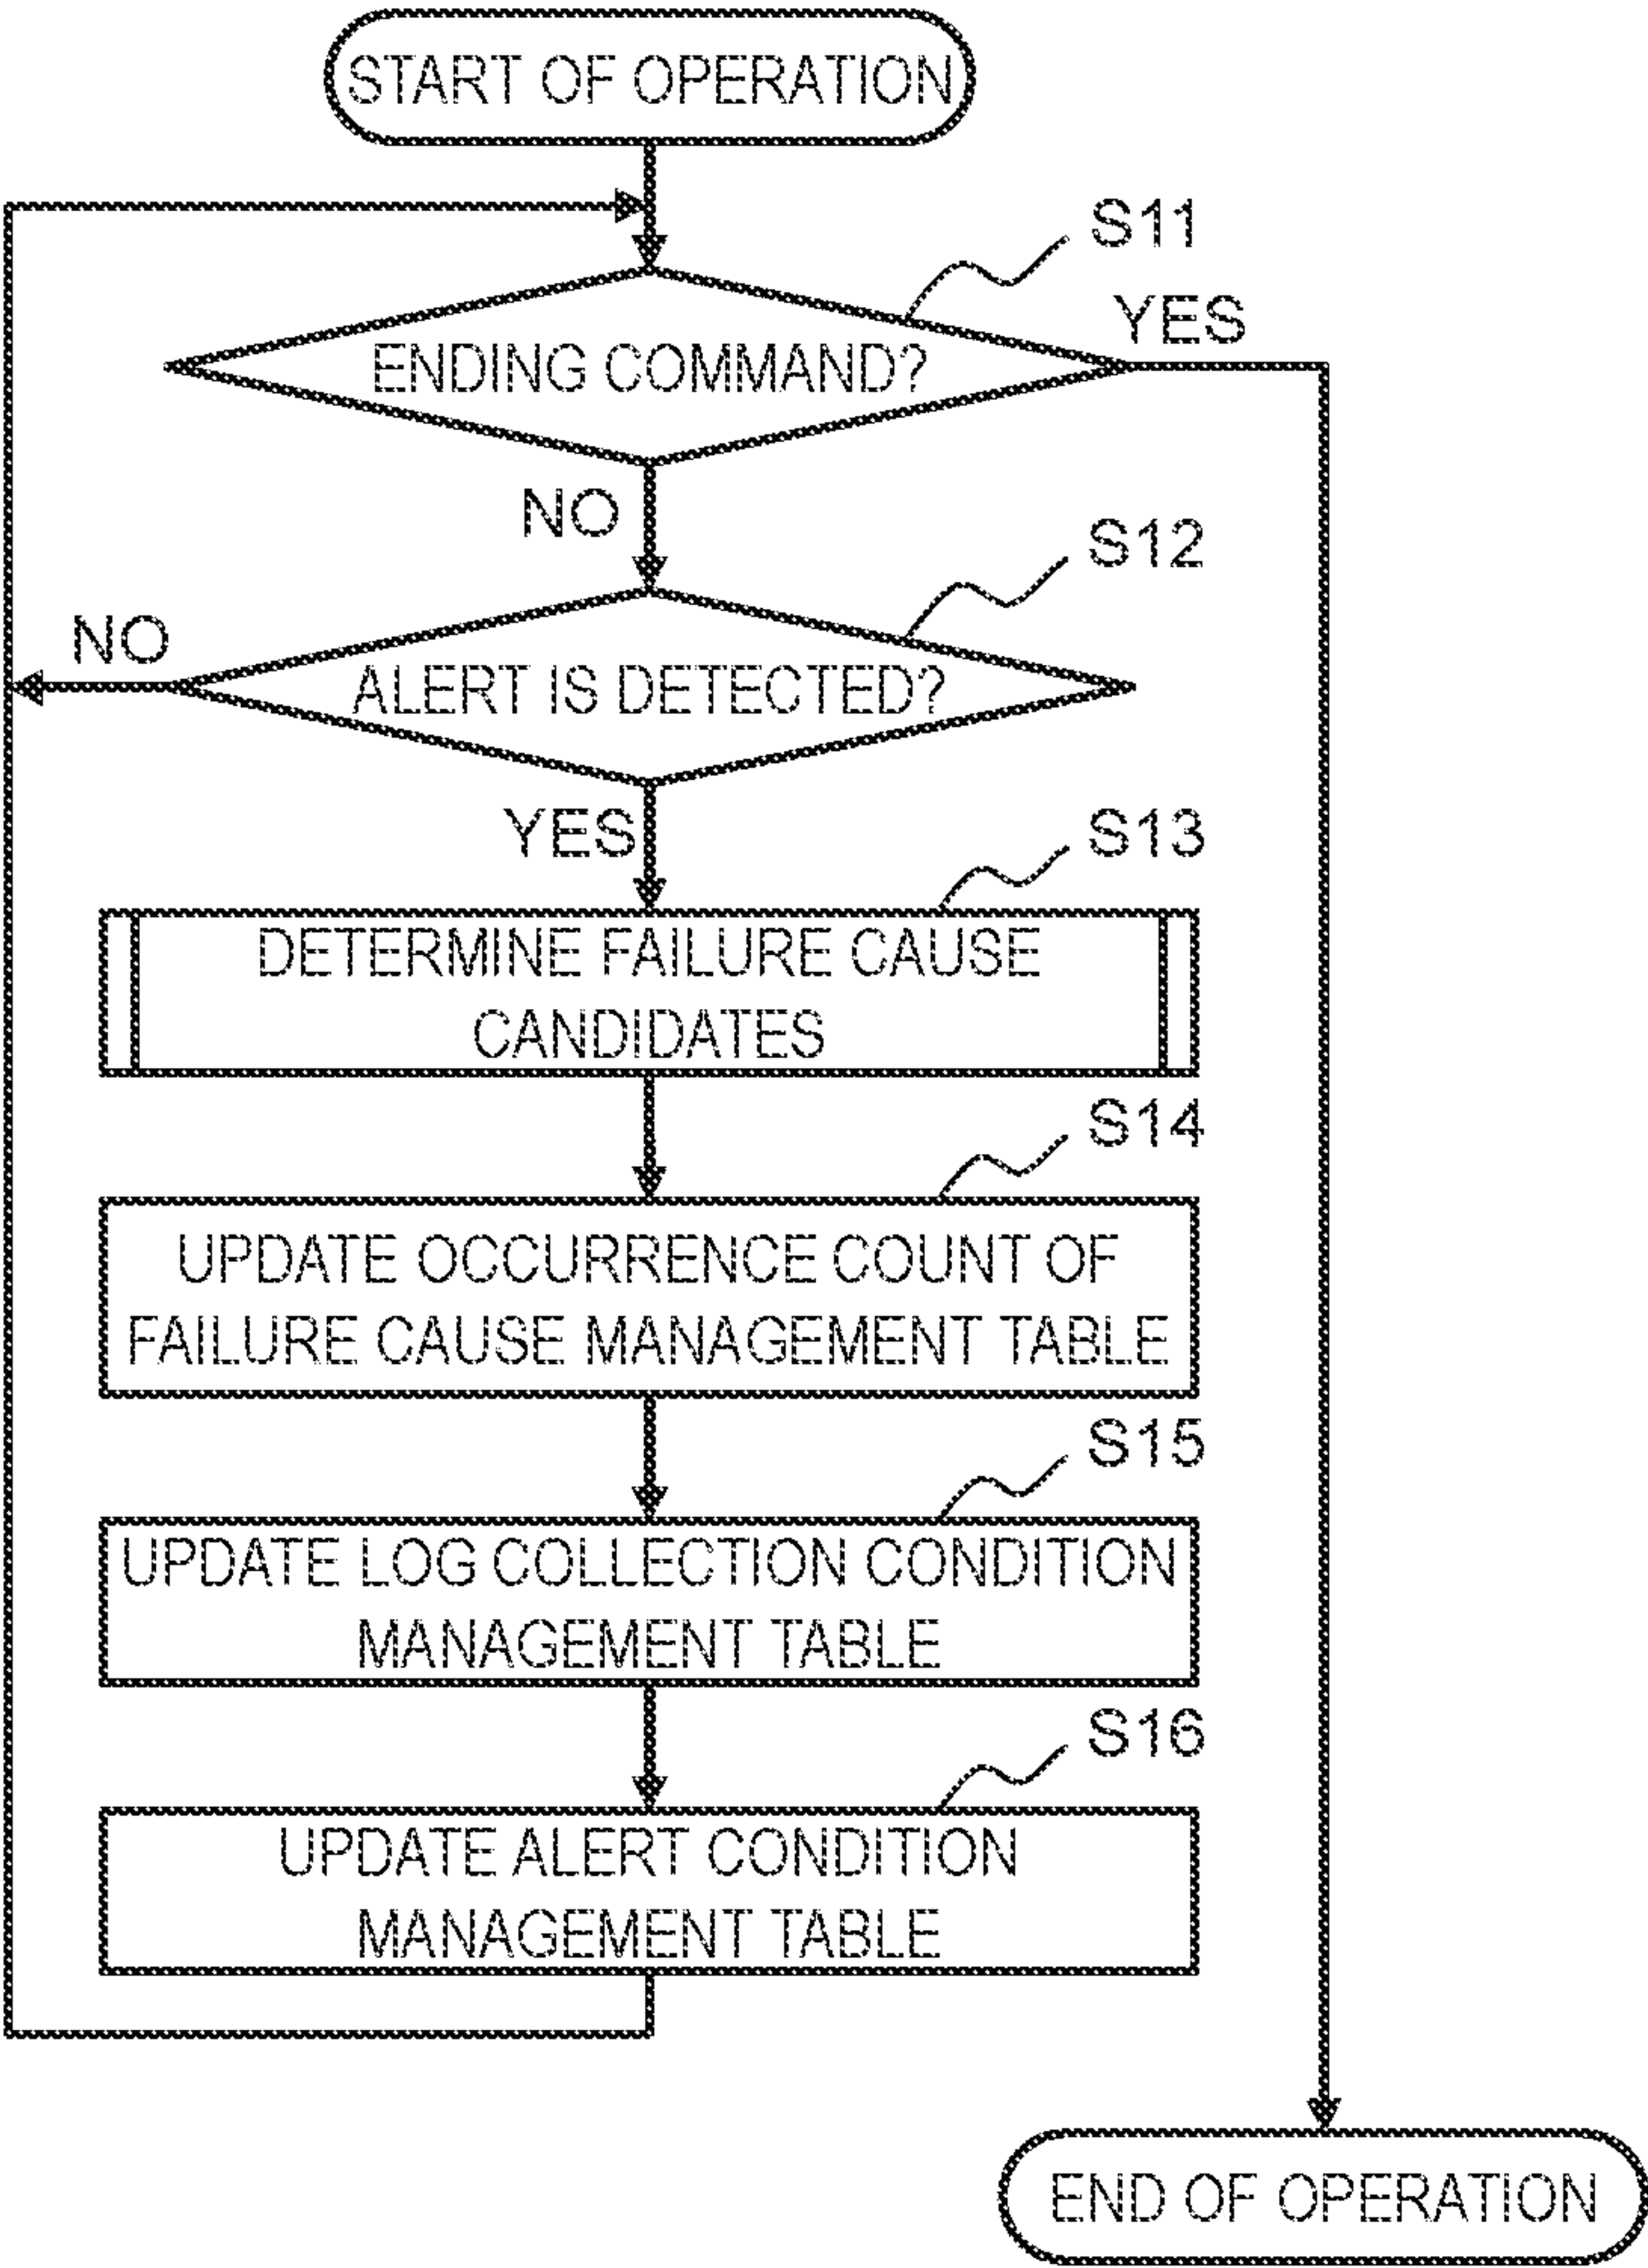 START OF OPERATION
S11
YES
ENDING COMMAND?
NO
S12
NO
ALERT IS DETECTED?
YES
S13
DETERMINE FAILURE CAUSE
CANDIDATES
S14
UPDATE OCCURRENCE COUNT OF
FAILURE CAUSE MANAGEMENT TABLE
S15
UPDATE LOG COLLECTION CONDITION
MANAGEMENT TABLE
S16
UPDATE ALERT CONDITION
MANAGEMENT TABLE
END OF OPERATION